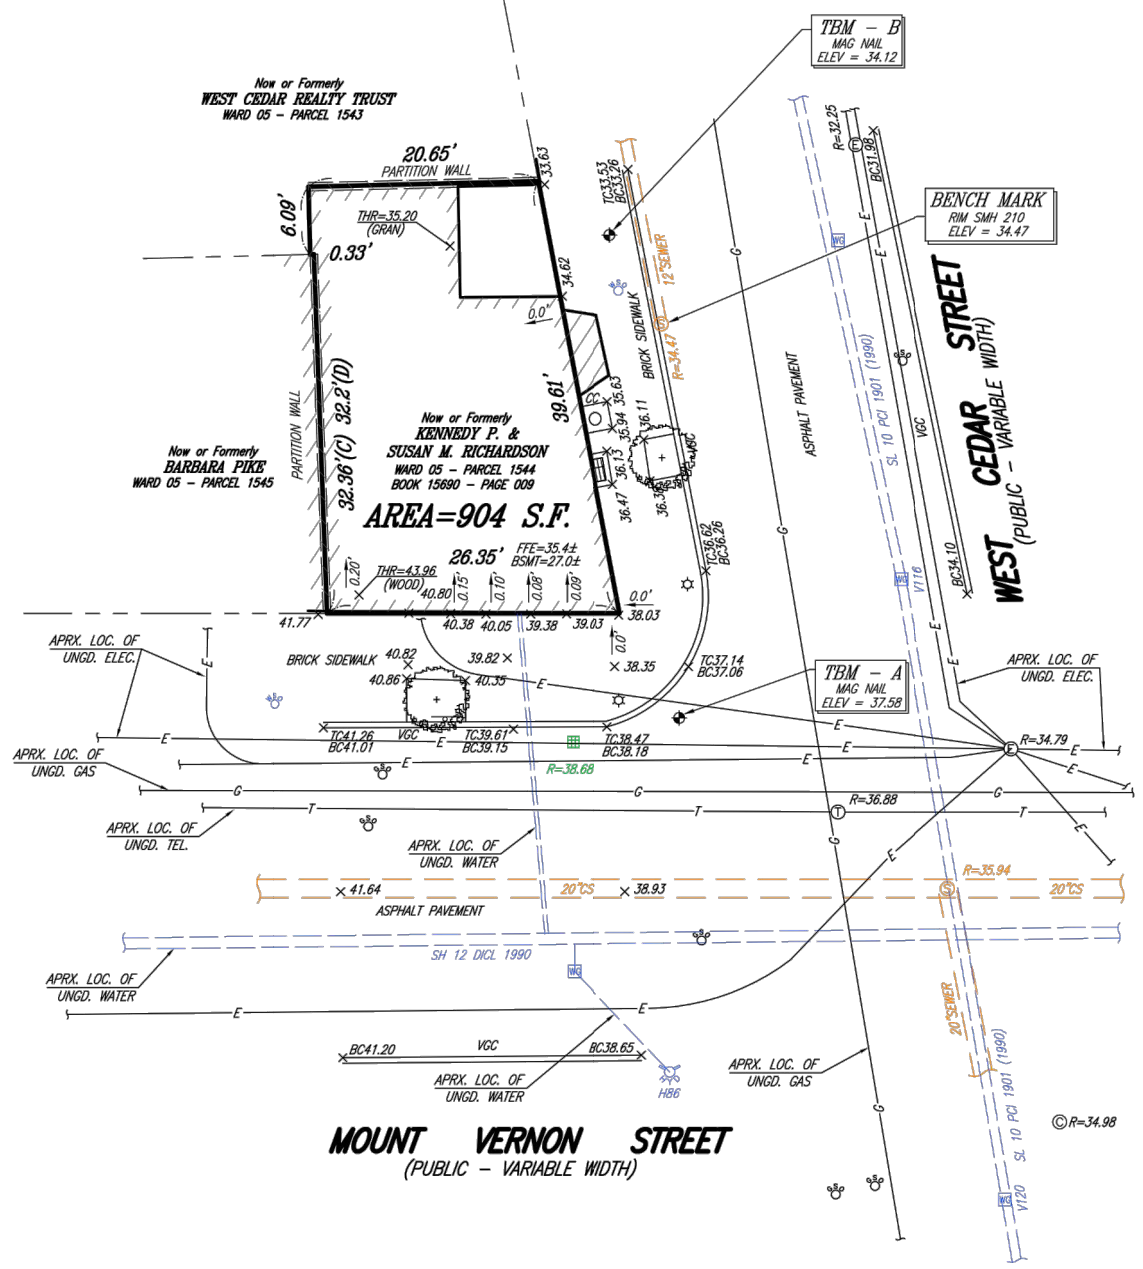 TBM - B
MAG NAIL
ELEV = 34.12
Now or Formerly
WEST CEDAR REALTY TRUST
WARD 05 - PARCEL 1543
20.65'
PARTITION WALL
33.63
TC33.53
BC33.26
R=32.25
BC31.98
E
BENCH MARK
RIM SMH 210
ELEV = 34.47
6.09'
THR=35.20
(GRAN)
0.33'
12"SEWER
WG
G
E
E
34.62
0.0'
S
BRICK SIDEWALK
R=34.47
S
WEST CEDAR STREET
(PUBLIC - VARIABLE WIDTH)
SL 10 PCI 1901 (1990)
ASPHALT PAVEMENT
VGC
S
39.61'
PARTITION WALL
32.36'(C) 32.2'(D)
CC
35.63
35.94
36.11
36.13
36.47
36.38
VGC
Now or Formerly
KENNEDY P. &
SUSAN M. RICHARDSON
WARD 05 - PARCEL 1544
BOOK 15690 - PAGE 009
AREA=904 S.F.
Now or Formerly
BARBARA PIKE
WARD 05 - PARCEL 1545
26.35'
FFE=35.4±
BSMT=27.0±
G
TC36.62
BC36.26
WG
V116
BC34.10
0.20'
THR=43.96
(WOOD)
40.80
0.15'
0.10'
0.08'
0.09'
0.0'
41.77
40.38
40.05
39.38
39.03
38.03
0.0'
E
G
APRX. LOC. OF
UNGD. ELEC.
E
BRICK SIDEWALK
40.82
39.82
38.35
TC37.14
BC37.06
40.86
40.35
E
TBM - A
MAG NAIL
ELEV = 37.58
APRX. LOC. OF
UNGD. ELEC.
S
E
TC41.26
BC41.01
VGC
TC39.61
BC39.15
TC38.47
BC38.18
E
E
E
E
R=34.79
E
E
APRX. LOC. OF
UNGD. GAS
S
E
R=38.68
E
E
G
G
G
R=36.88
T
T
T
T
APRX. LOC. OF
UNGD. TEL.
S
APRX. LOC. OF
UNGD. WATER
G
E
E
R=35.94
41.64
20"CS
38.93
S
20"CS
ASPHALT PAVEMENT
S
SH 12 DICL 1990
WG
APRX. LOC. OF
UNGD. WATER
E
E
20"SEWER
BC41.20
VGC
BC38.65
APRX. LOC. OF
UNGD. WATER
H86
APRX. LOC. OF
UNGD. GAS
SL 10 PCI 1901 (1990)
G
C
R=34.98
MOUNT VERNON STREET
(PUBLIC - VARIABLE WIDTH)
S
S
WG
V120